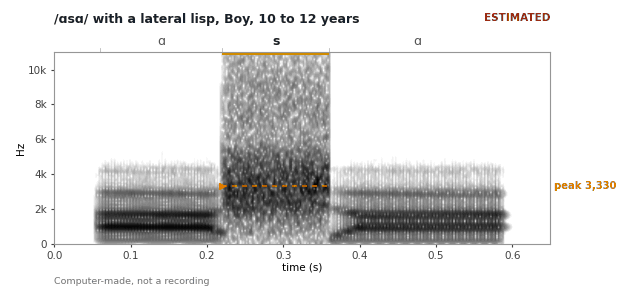 /ɑsɑ/ with a lateral lisp, Boy, 10 to 12 years
ESTIMATED
ɑ s ɑ
10k
8k
6k
4k
2k
0
Hz
peak 3,330
0.0 0.1 0.2 0.3 0.4 0.5 0.6
time (s)
Computer-made, not a recording